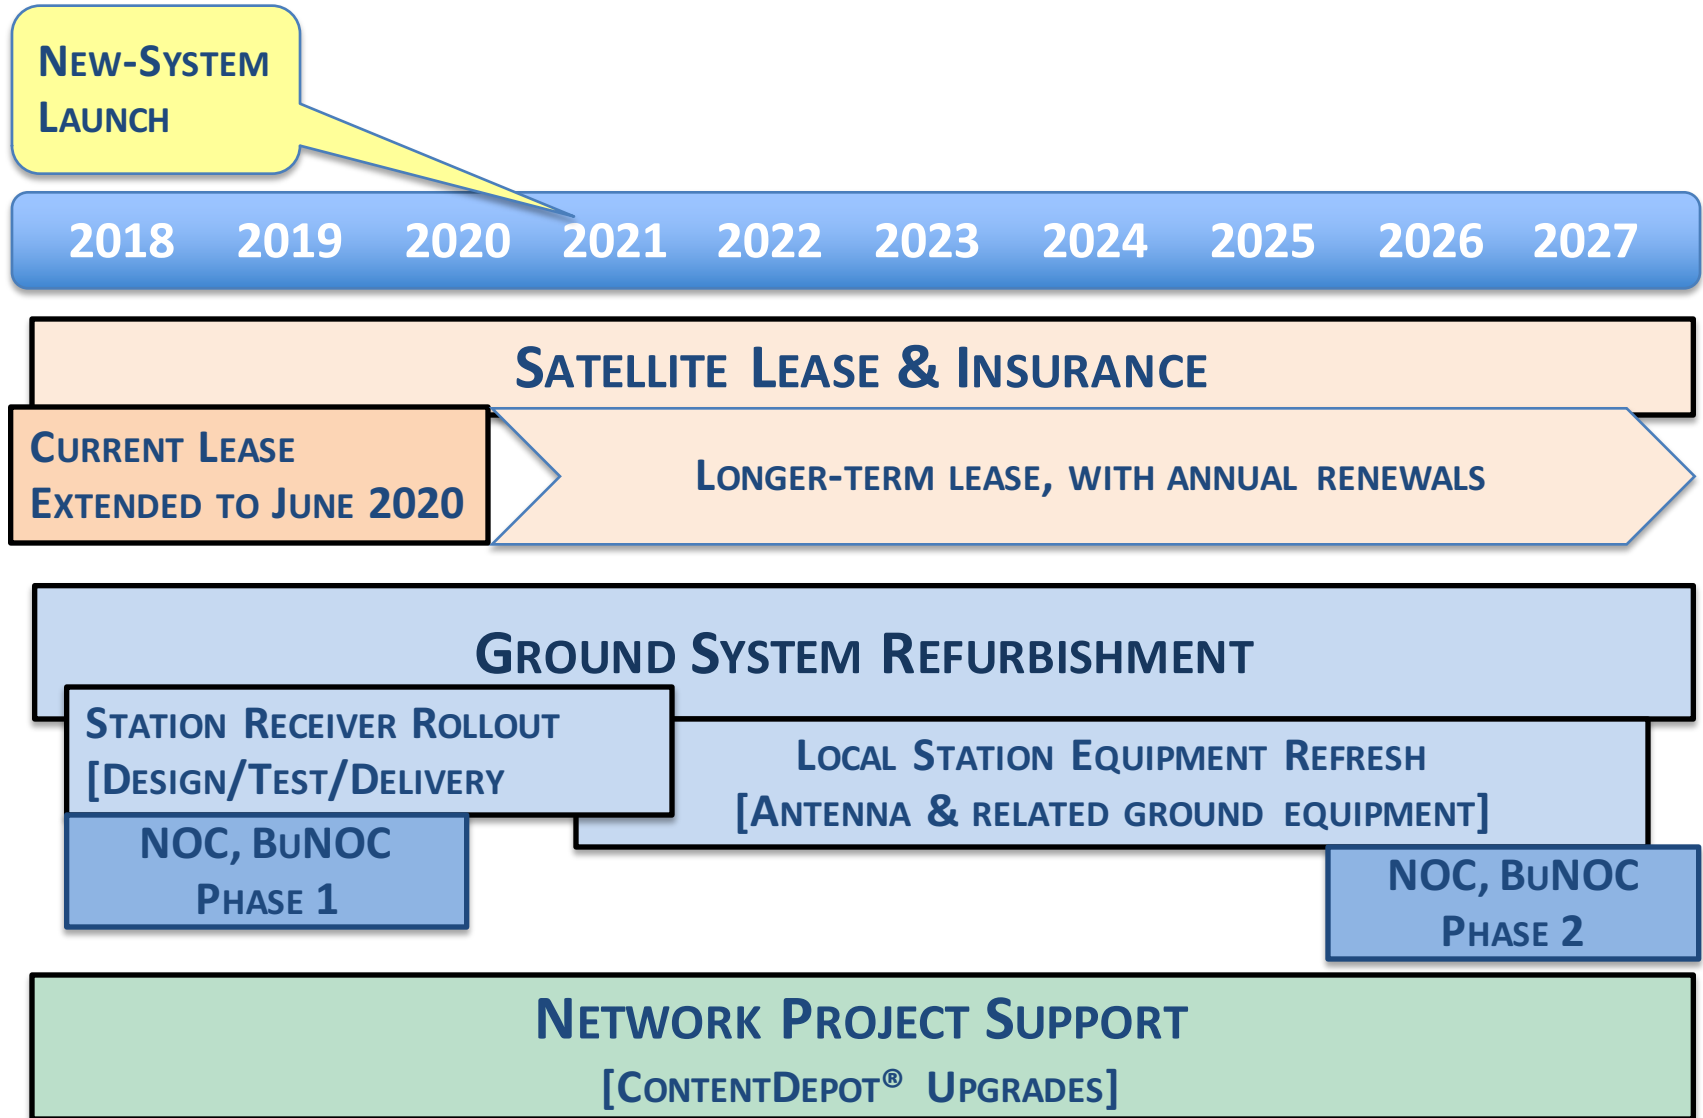 New-System
Launch
2018 2019 2020 2021 2022 2023 2024 2025 2026 2027
Satellite Lease & Insurance
Current Lease
Extended to June 2020
Longer-term lease, with annual renewals
Ground System Refurbishment
Station Receiver Rollout
[Design/Test/Delivery
Local Station Equipment Refresh
[Antenna & related ground equipment]
NOC, BuNOC
Phase 1
NOC, BuNOC
Phase 2
Network Project Support
[ContentDepot® Upgrades]